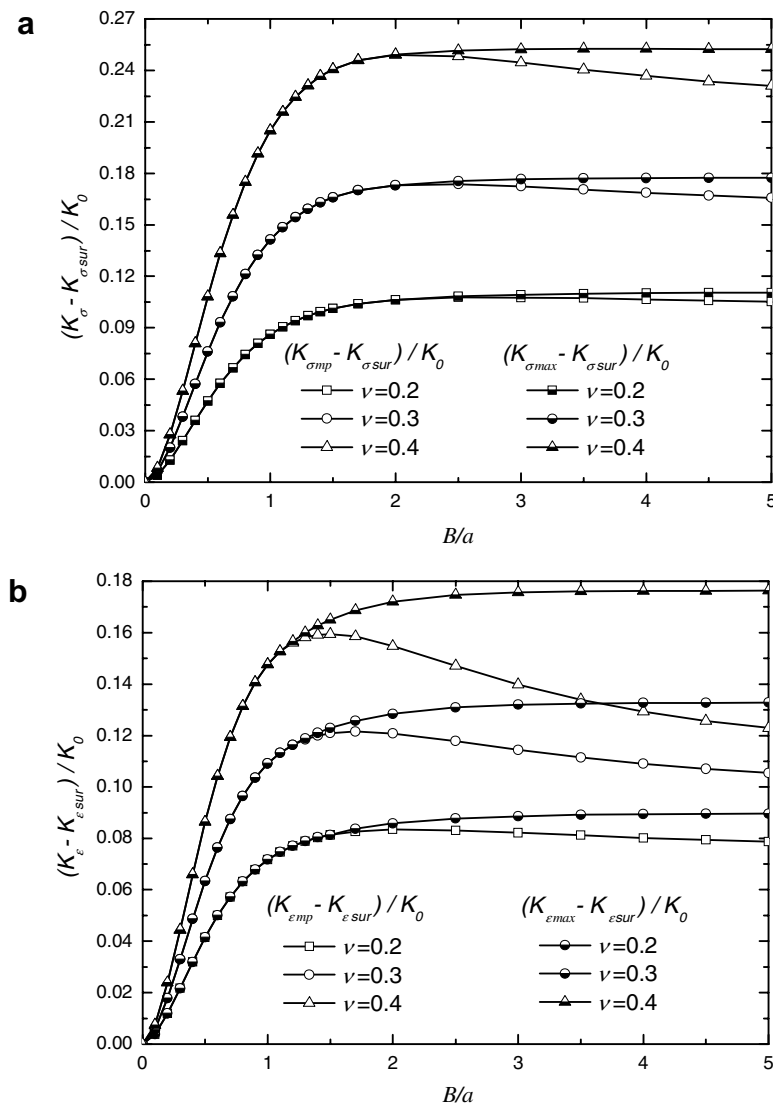 a
0.27
0.24
0.21
0.18
0.15
0.12
0.09
0.06
0.03
0.00
(Kσ - Kσsur) / K0
(Kσmp - Kσsur) / K0
ν=0.2
ν=0.3
ν=0.4
(Kσmax - Kσsur) / K0
ν=0.2
ν=0.3
ν=0.4
0 1 2 3 4 5
B/a
b
0.18
0.16
0.14
0.12
0.10
0.08
0.06
0.04
0.02
0.00
(Kε - Kεsur) / K0
(Kεmp - Kεsur) / K0
ν=0.2
ν=0.3
ν=0.4
(Kεmax - Kεsur) / K0
ν=0.2
ν=0.3
ν=0.4
0 1 2 3 4 5
B/a